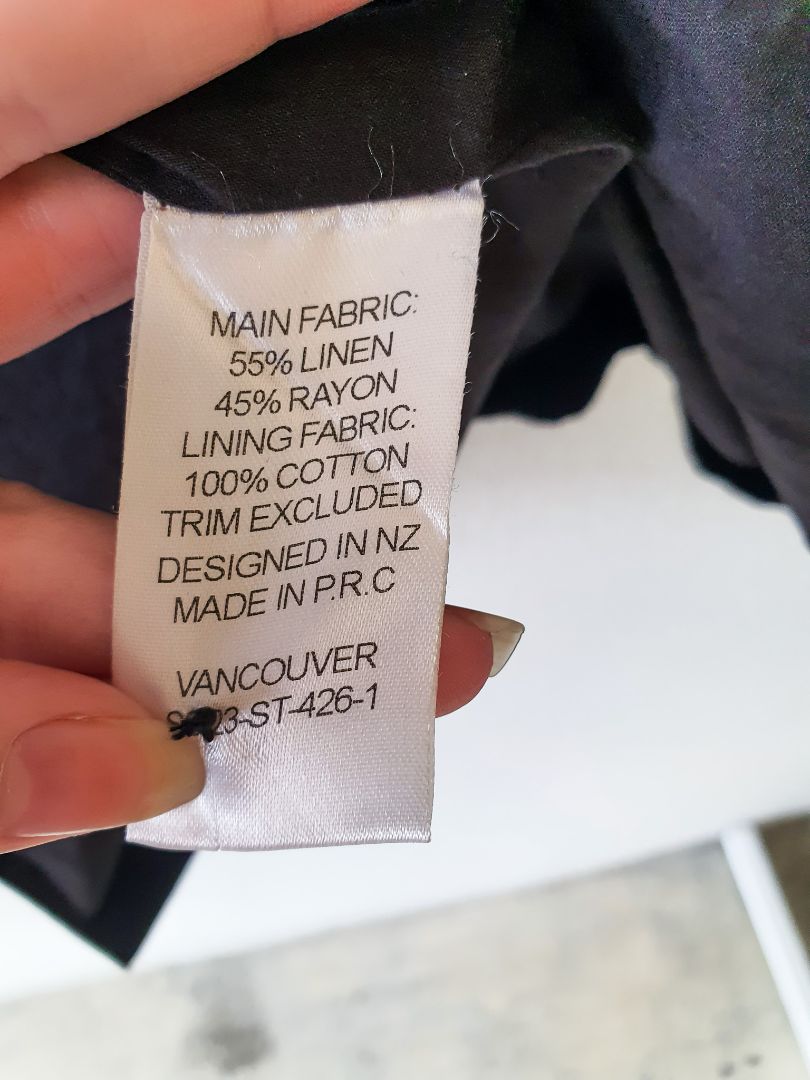 MAIN FABRIC:
55% LINEN
45% RAYON
LINING FABRIC:
100% COTTON
TRIM EXCLUDED
DESIGNED IN NZ
MADE IN P.R.C
VANCOUVER
23-ST-426-1